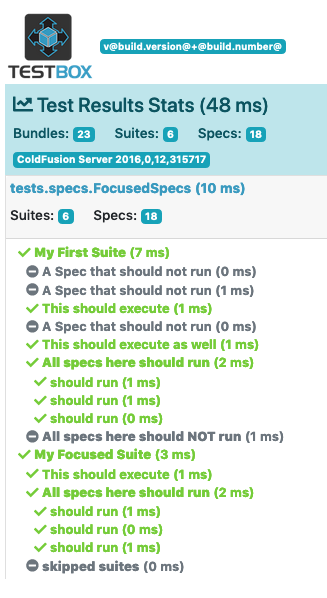 TESTBOX
v@build.version@+@build.number@
Test Results Stats (48 ms)
Bundles: 23 Suites: 6 Specs: 18
ColdFusion Server 2016,0,12,315717
tests.specs.FocusedSpecs (10 ms)
Suites: 6 Specs: 18
My First Suite (7 ms)
A Spec that should not run (0 ms)
A Spec that should not run (1 ms)
This should execute (1 ms)
A Spec that should not run (0 ms)
This should execute as well (1 ms)
All specs here should run (2 ms)
should run (1 ms)
should run (1 ms)
should run (0 ms)
All specs here should NOT run (1 ms)
My Focused Suite (3 ms)
This should execute (1 ms)
All specs here should run (2 ms)
should run (1 ms)
should run (0 ms)
should run (1 ms)
skipped suites (0 ms)